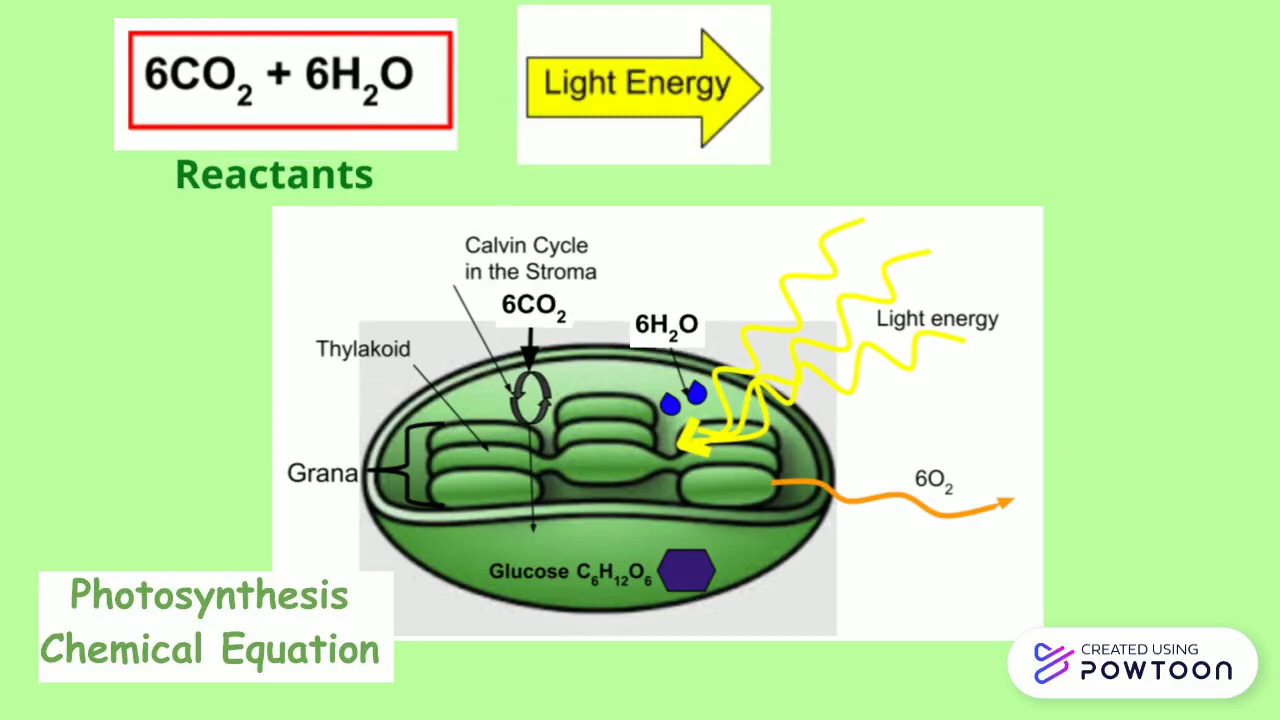 6CO₂ + 6H₂O
Light Energy
Reactants
Calvin Cycle
in the Stroma
6CO₂
6H₂O
Light energy
Thylakoid
Grana
6O₂
Glucose C₆H₁₂O₆
Photosynthesis
Chemical Equation
CREATED USING
POWTOON